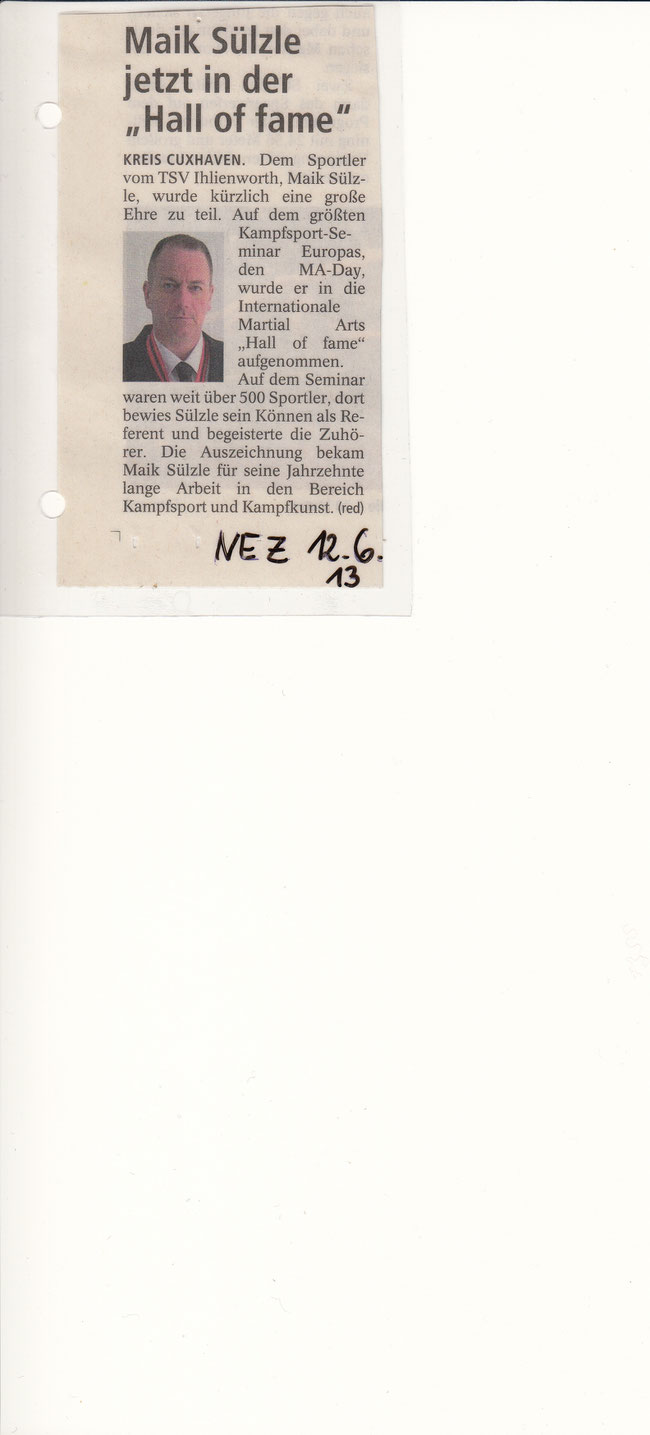 Maik Sülzle
jetzt in der
„Hall of fame“
KREIS CUXHAVEN. Dem Sportler
vom TSV Ihlienworth, Maik Sülz-
le, wurde kürzlich eine große
Ehre zu teil. Auf dem größten
Kampfsport-Se-
minar Europas,
den MA-Day,
wurde er in die
Internationale
Martial Arts
„Hall of fame“
aufgenommen.
Auf dem Seminar
waren weit über 500 Sportler, dort
bewies Sülzle sein Können als Re-
ferent und begeisterte die Zuhö-
rer. Die Auszeichnung bekam
Maik Sülzle für seine Jahrzehnte
lange Arbeit in den Bereich
Kampfsport und Kampfkunst. (red)
NEZ 12.6.
13